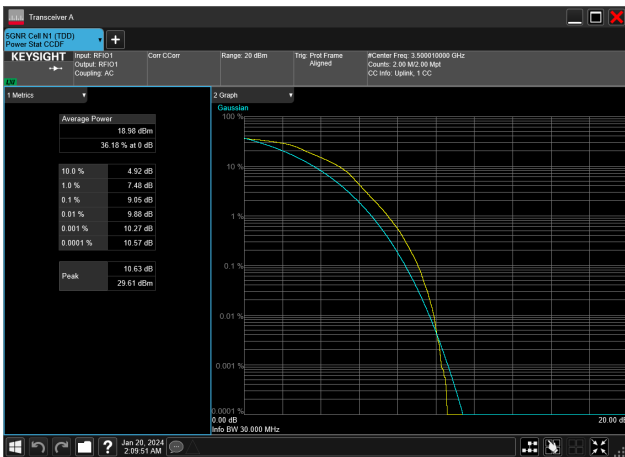 Transceiver A
5GNR Cell N1 (TDD)
Power Stat CCDF
KEYSIGHT
Input: RFIO1
Output: RFIO1
Coupling: AC
Corr CCorr
Range: 20 dBm
Trig: Prot Frame
Aligned
#Center Freq: 3.500010000 GHz
Counts: 2.00 M/2.00 Mpt
CC Info: Uplink, 1 CC
1 Metrics
2 Graph
Average Power
18.98 dBm
36.18 % at 0 dB
10.0 % 4.92 dB
1.0 % 7.48 dB
0.1 % 9.05 dB
0.01 % 9.88 dB
0.001 % 10.27 dB
0.0001 % 10.57 dB
Peak
10.63 dB
29.61 dBm
Gaussian
100 %
10 %
1 %
0.1 %
0.01 %
0.001 %
0.0001 %
0.00 dB
20.00 dB
Info BW 30.000 MHz
?
Jan 20, 2024
2:09:51 AM